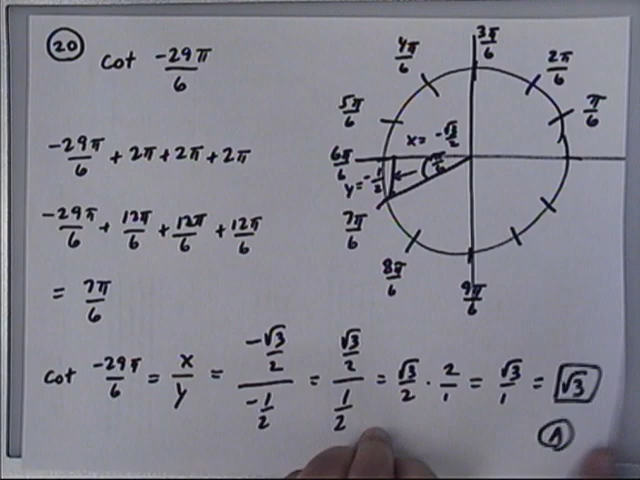 20 cot -29π/6
-29π/6 + 2π + 2π + 2π
-29π/6 + 12π/6 + 12π/6 + 12π/6
= 7π/6
3π/6
4π/6
2π/6
5π/6
π/6
x = -√3/2
6π/6
π/6
y = -1/2
7π/6
8π/6
9π/6
cot -29π/6 = x/y = (-√3/2)/(-1/2) = (√3/2)/(1/2) = √3/2 · 2/1 = √3/1 = √3
A